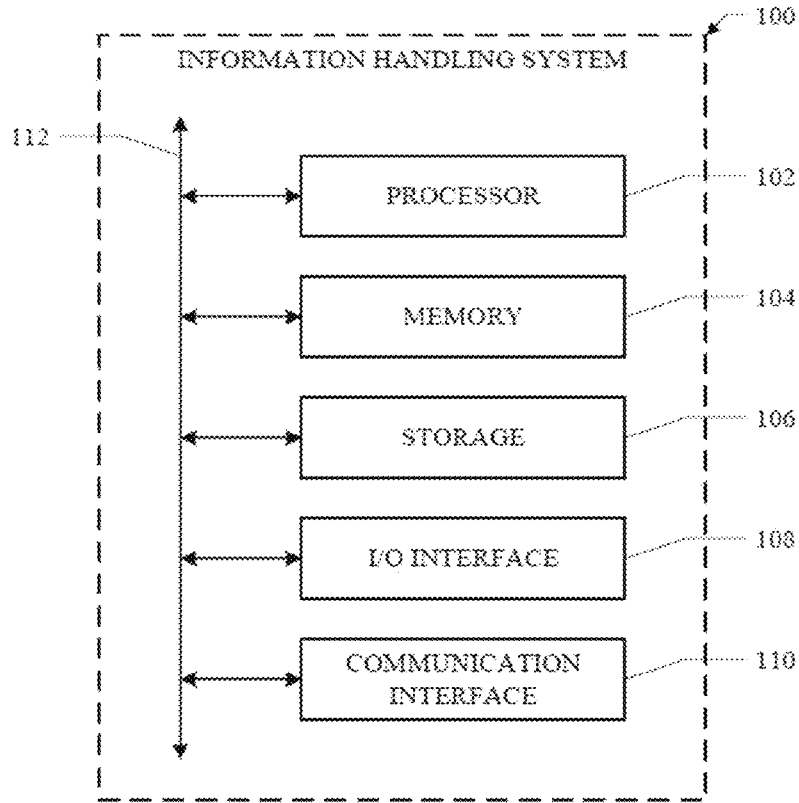 100
INFORMATION HANDLING SYSTEM
112
PROCESSOR
102
MEMORY
104
STORAGE
106
I/O INTERFACE
108
COMMUNICATION
INTERFACE
110